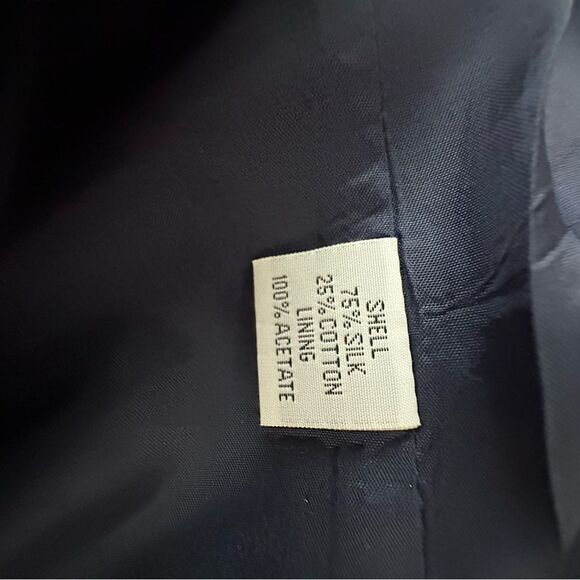 SHELL
75% SILK
25% COTTON
LINING
100% ACETATE